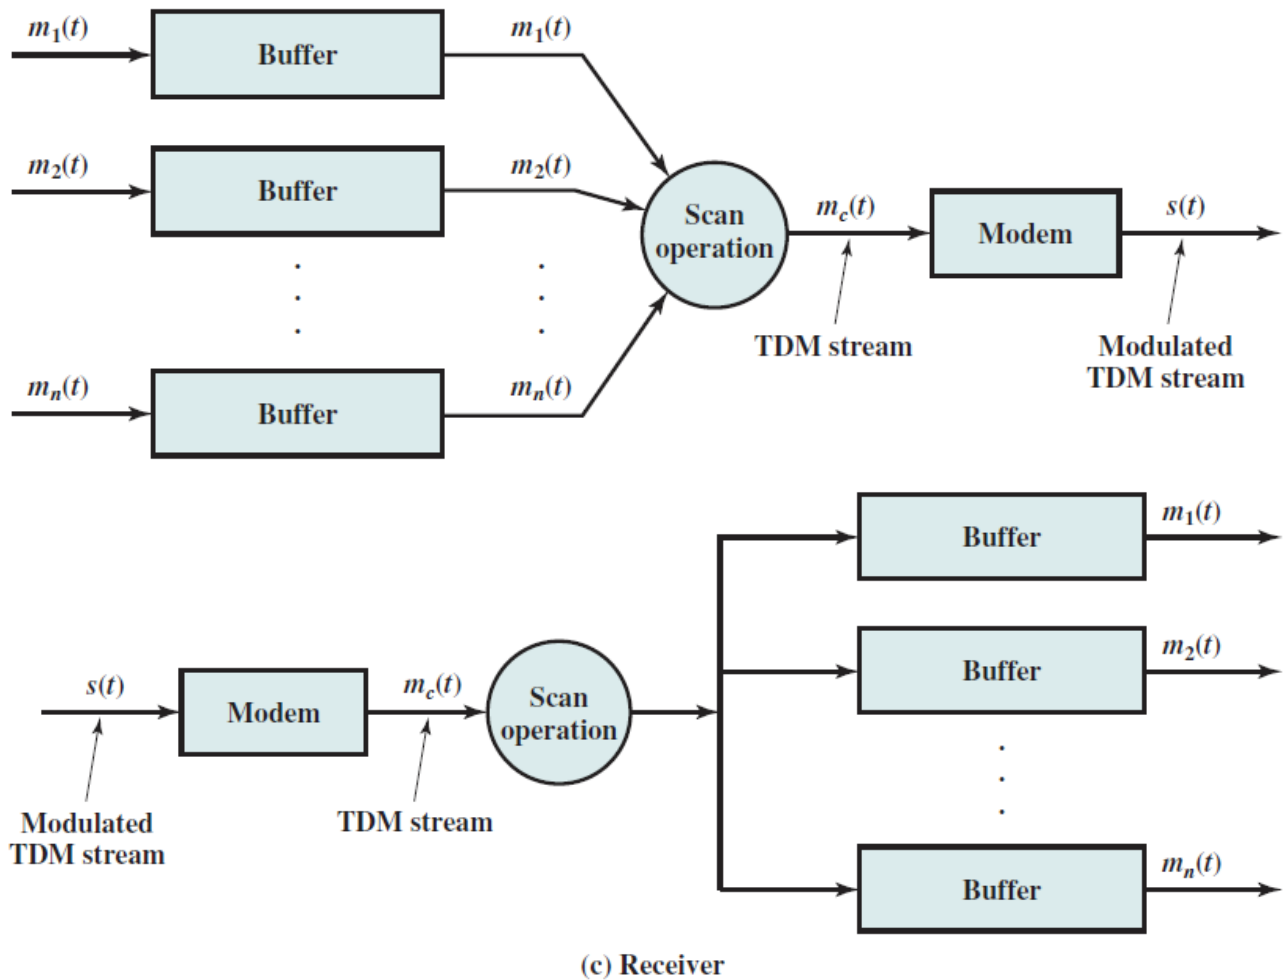 m1(t) Buffer m1(t)
m2(t) Buffer m2(t)
Scan
operation
mc(t) Modem s(t)
TDM stream
Modulated
TDM stream
mn(t) Buffer mn(t)
Buffer m1(t)
Buffer m2(t)
s(t) Modem mc(t)
Scan
operation
Modulated
TDM stream
TDM stream
Buffer mn(t)
(c) Receiver